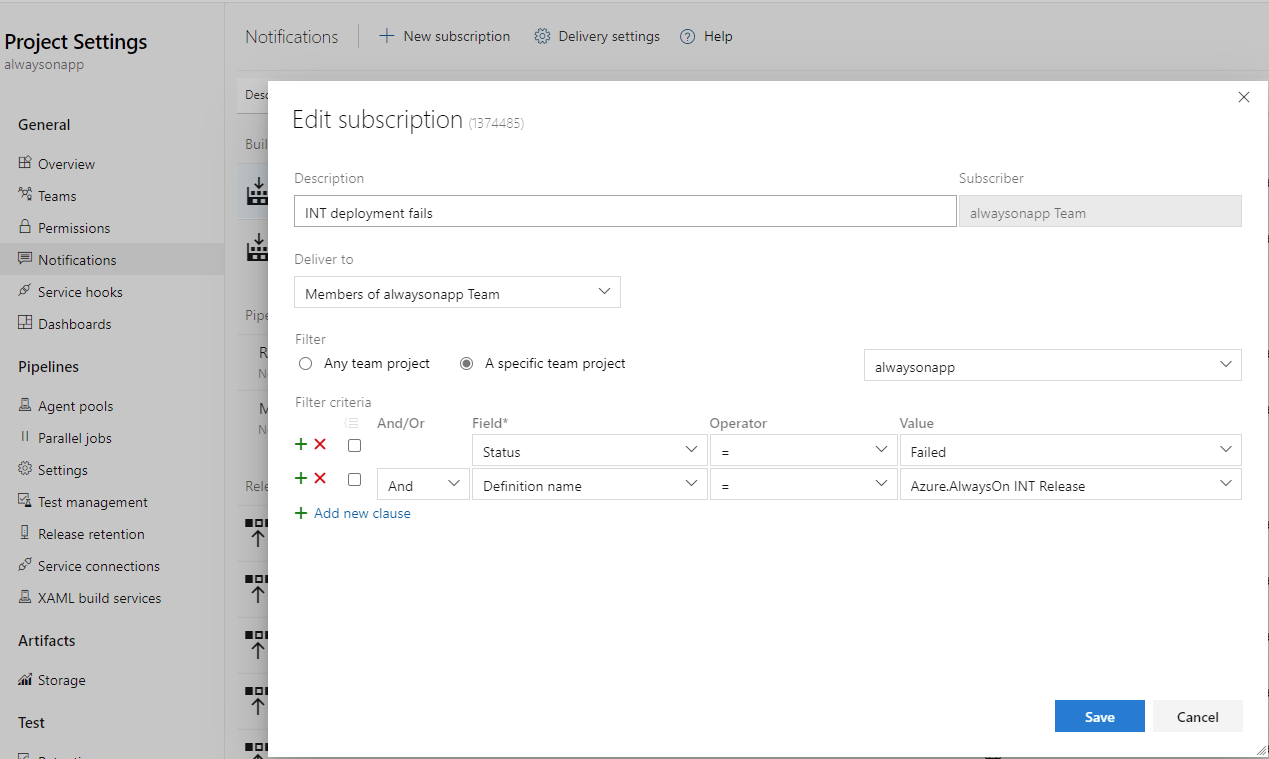 Project Settings
alwaysonapp
General
Overview
Teams
Permissions
Notifications
Service hooks
Dashboards
Pipelines
Agent pools
Parallel jobs
Settings
Test management
Release retention
Service connections
XAML build services
Artifacts
Storage
Test
Notifications
New subscription
Delivery settings
Help
Desc
Buil
Pipe
R
No
M
No
Rele
Edit subscription (1374485)
Description
Subscriber
INT deployment fails
alwaysonapp Team
Deliver to
Members of alwaysonapp Team
Filter
Any team project
A specific team project
alwaysonapp
Filter criteria
And/Or Field* Operator Value
Status = Failed
And Definition name = Azure.AlwaysOn INT Release
Add new clause
Save
Cancel